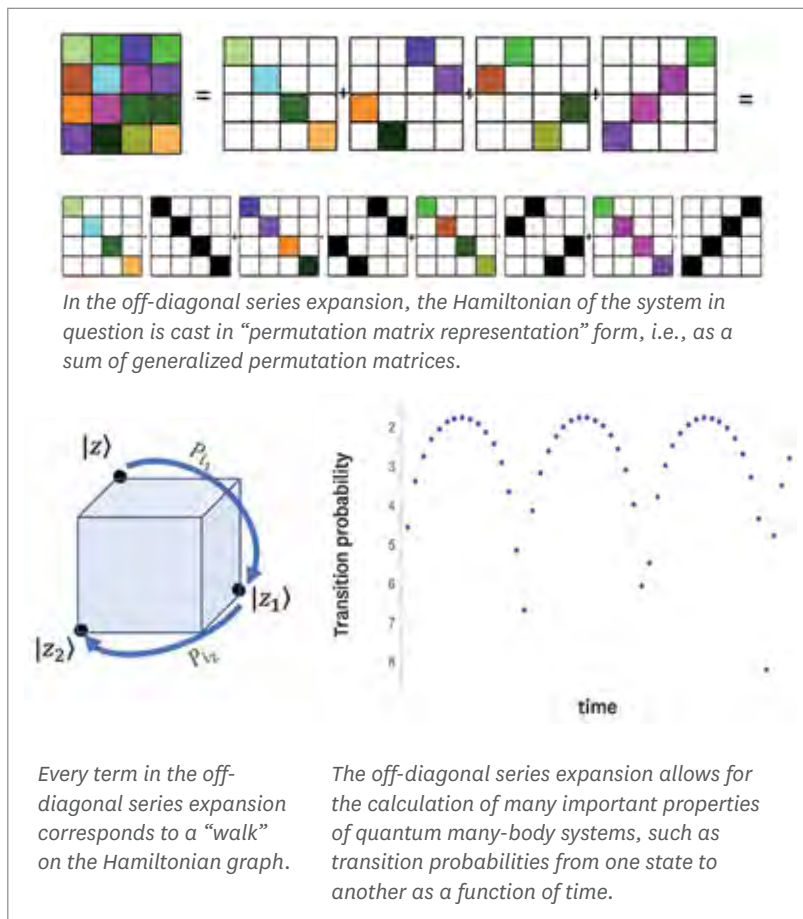 = + + + =
In the off-diagonal series expansion, the Hamiltonian of the system in
question is cast in “permutation matrix representation” form, i.e., as a
sum of generalized permutation matrices.
|z⟩
|z₁⟩
|z₂⟩
Transition probability
2
3
4
5
6
7
8
time
Every term in the off-
diagonal series expansion
corresponds to a “walk”
on the Hamiltonian graph.
The off-diagonal series expansion allows for
the calculation of many important properties
of quantum many-body systems, such as
transition probabilities from one state to
another as a function of time.